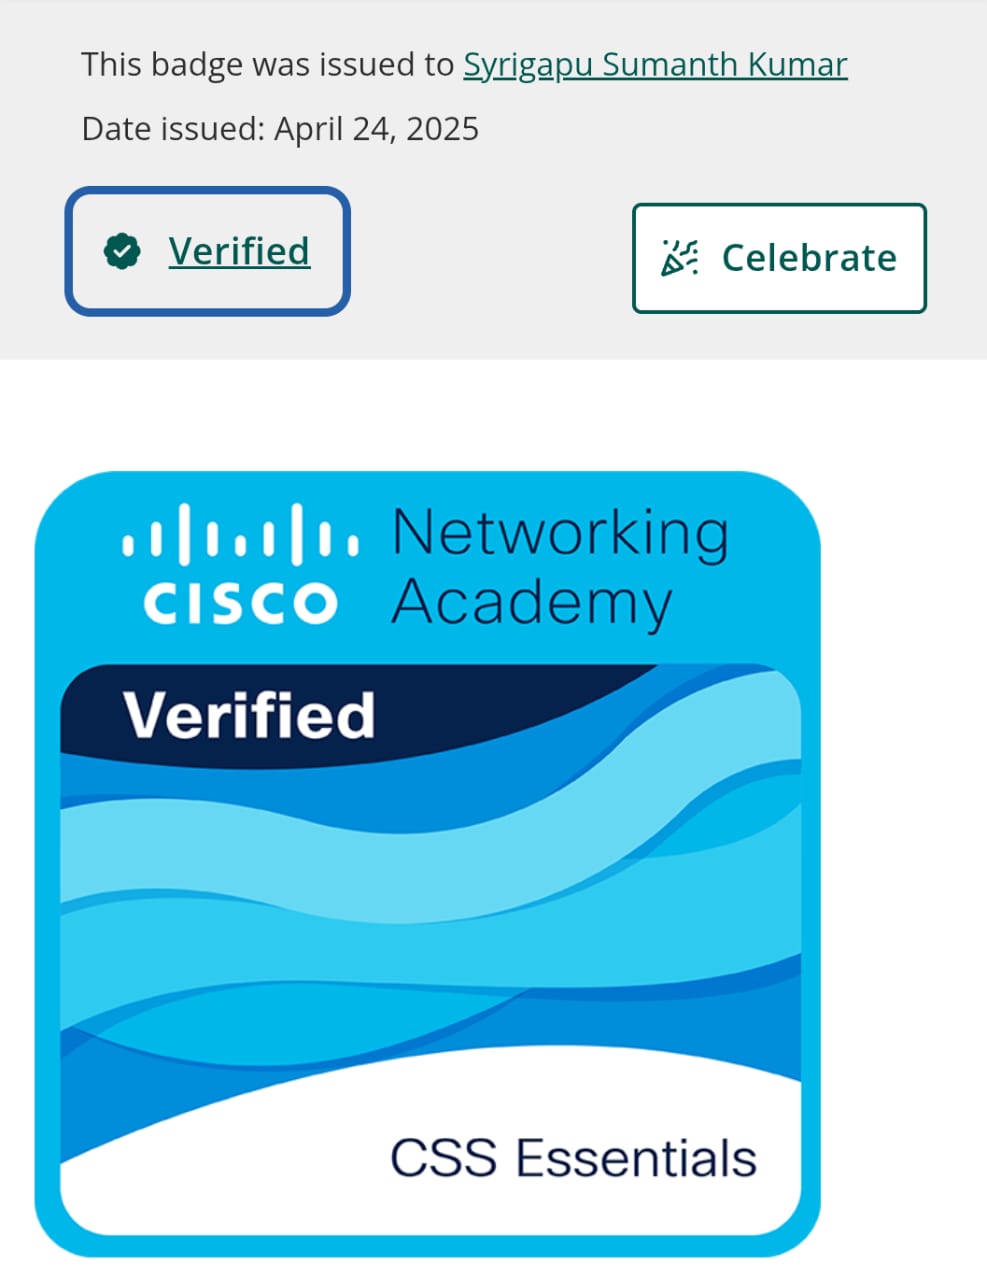 This badge was issued to Syrigapu Sumanth Kumar
Date issued: April 24, 2025
Verified
Celebrate
CISCO
Networking
Academy
Verified
CSS Essentials